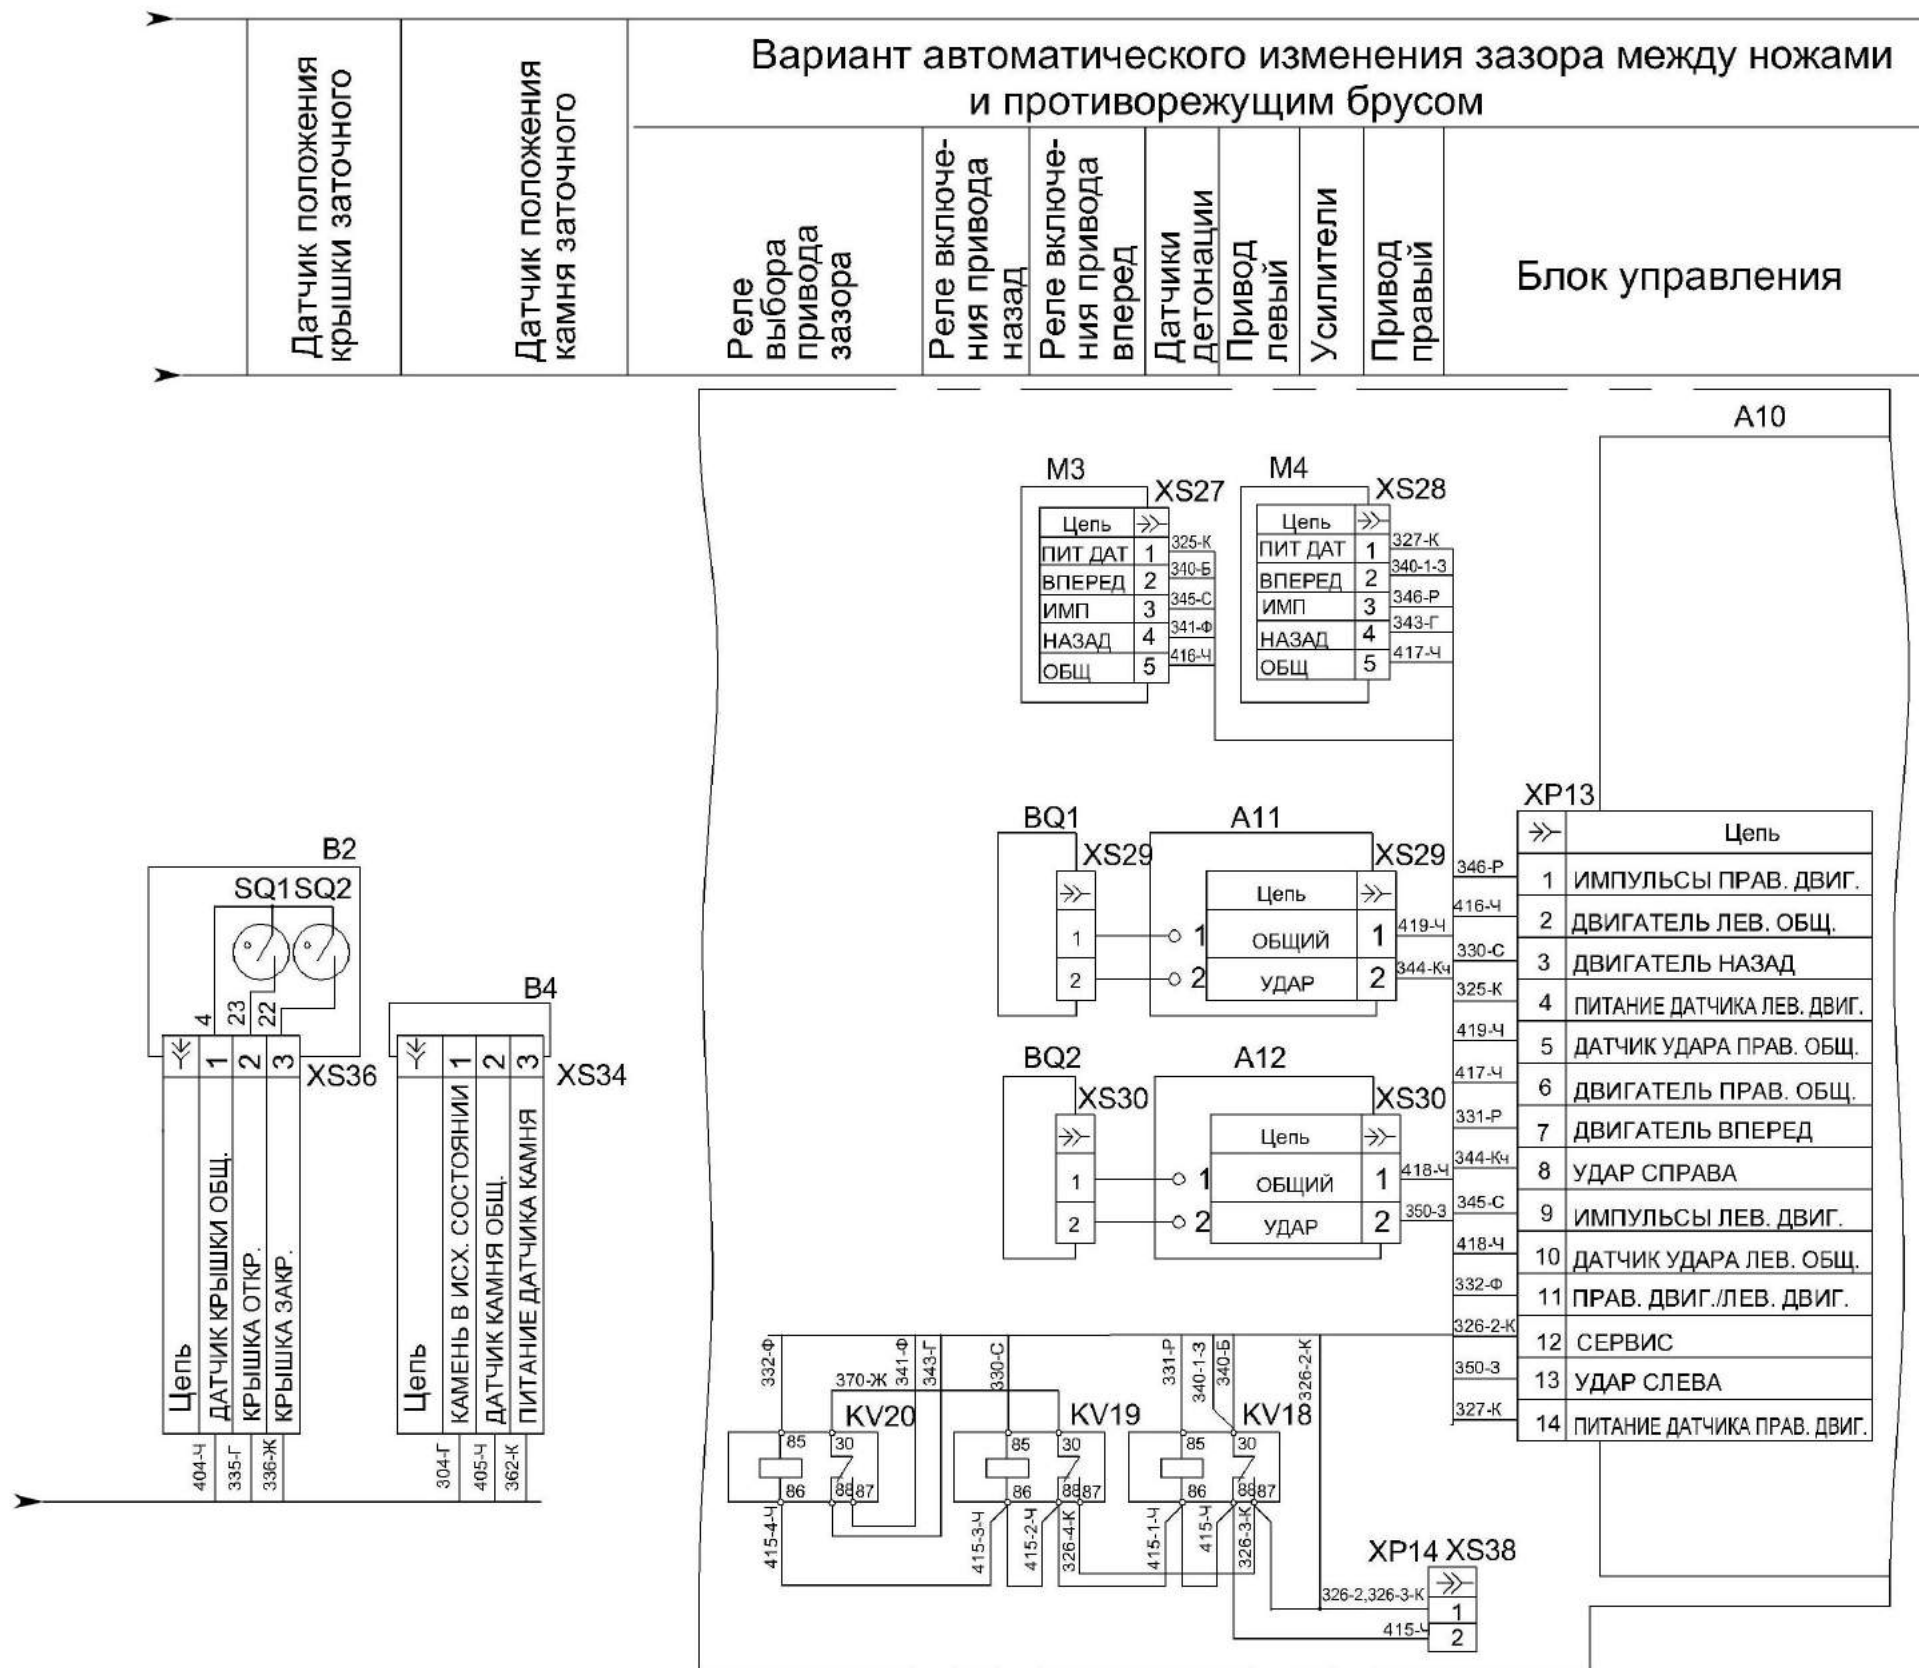 Вариант автоматического изменения зазора между ножами
и противорежущим брусом
Датчик положения
крышки заточного
Датчик положения
камня заточного
Реле
выбора
привода
зазора
Реле включе-
ния привода
назад
Реле включе-
ния привода
вперед
Датчики
детонации
Привод
левый
Усилители
Привод
правый
Блок управления
A10
M3
XS27
Цепь
ПИТ ДАТ 1 325-К
ВПЕРЕД 2 340-Б
ИМП 3 345-С
НАЗАД 4 341-Ф
ОБЩ 5 416-Ч
M4
XS28
Цепь
ПИТ ДАТ 1 327-К
ВПЕРЕД 2 340-1-З
ИМП 3 346-Р
НАЗАД 4 343-Г
ОБЩ 5 417-Ч
BQ1
XS29
1
2
A11
XS29
Цепь
1 ОБЩИЙ 1 419-Ч
2 УДАР 2 344-Кч
BQ2
XS30
1
2
A12
XS30
Цепь
1 ОБЩИЙ 1 418-Ч
2 УДАР 2 350-З
XP13
Цепь
346-Р 1 ИМПУЛЬСЫ ПРАВ. ДВИГ.
416-Ч 2 ДВИГАТЕЛЬ ЛЕВ. ОБЩ.
330-С 3 ДВИГАТЕЛЬ НАЗАД
325-К 4 ПИТАНИЕ ДАТЧИКА ЛЕВ. ДВИГ.
419-Ч 5 ДАТЧИК УДАРА ПРАВ. ОБЩ.
417-Ч 6 ДВИГАТЕЛЬ ПРАВ. ОБЩ.
331-Р 7 ДВИГАТЕЛЬ ВПЕРЕД
344-Кч 8 УДАР СПРАВА
345-С 9 ИМПУЛЬСЫ ЛЕВ. ДВИГ.
418-Ч 10 ДАТЧИК УДАРА ЛЕВ. ОБЩ.
332-Ф 11 ПРАВ. ДВИГ./ЛЕВ. ДВИГ.
326-2-К 12 СЕРВИС
350-З 13 УДАР СЛЕВА
327-К 14 ПИТАНИЕ ДАТЧИКА ПРАВ. ДВИГ.
B2
SQ1 SQ2
4 23 22
1 2 3
XS36
Цепь
ДАТЧИК КРЫШКИ ОБЩ.
КРЫШКА ОТКР.
КРЫШКА ЗАКР.
404-Ч 335-Г 336-Ж
B4
1 2 3
XS34
Цепь
КАМЕНЬ В ИСХ. СОСТОЯНИИ
ДАТЧИК КАМНЯ ОБЩ.
ПИТАНИЕ ДАТЧИКА КАМНЯ
304-Г 405-Ч 362-К
332-Ф 370-Ж 341-Ф 343-Г 330-С 331-Р 340-1-З 340-Б 326-2-К
KV20
85 30
86 88 87
KV19
85 30
86 88 87
KV18
85 30
86 88 87
415-4-Ч 415-3-Ч 415-2-Ч 326-4-К 415-1-Ч 415-Ч 326-3-К
XP14 XS38
326-2,326-3-К 1
415-Ч 2